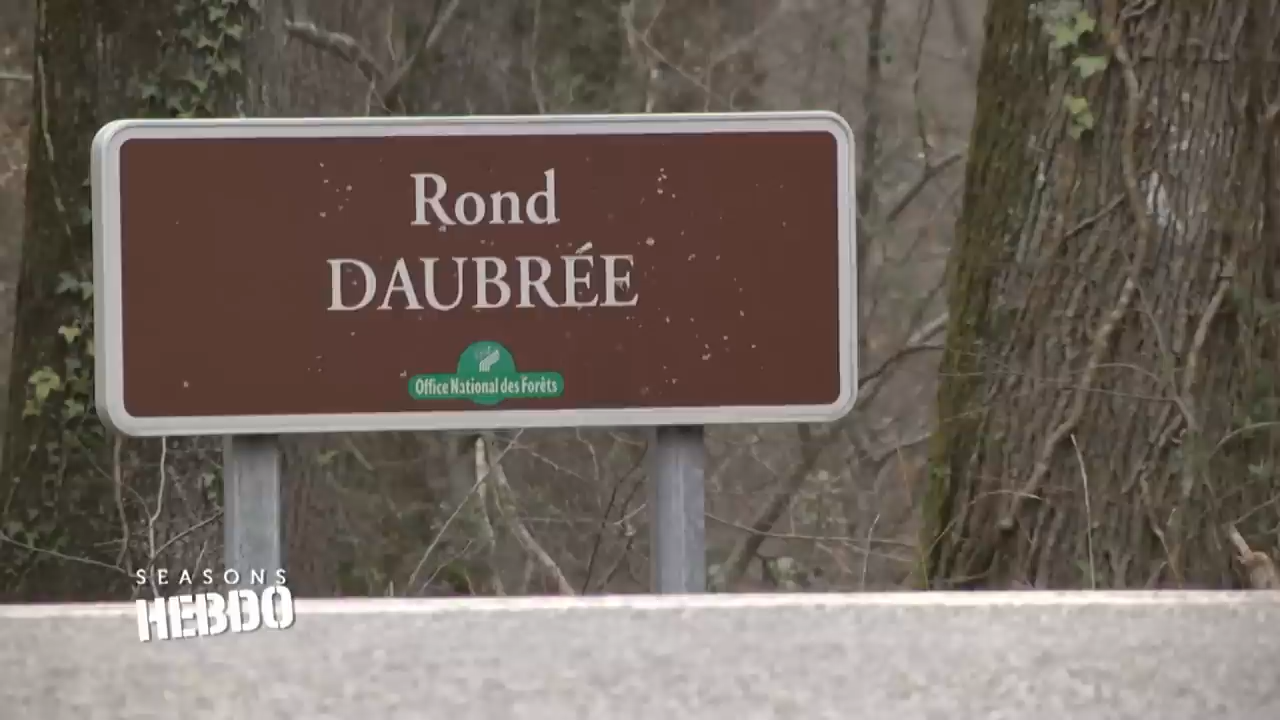 Rond
DAUBRÉE
Office National des Forêts
SEASONS
HEBDO